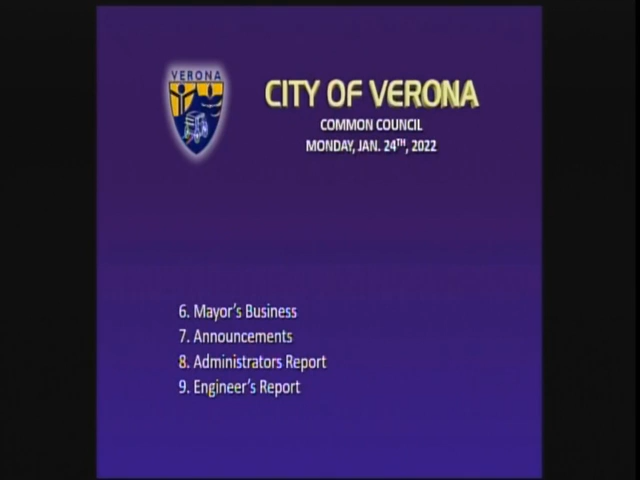 VERONA
CITY OF VERONA
COMMON COUNCIL
MONDAY, JAN. 24TH, 2022
6. Mayor's Business
7. Announcements
8. Administrators Report
9. Engineer's Report